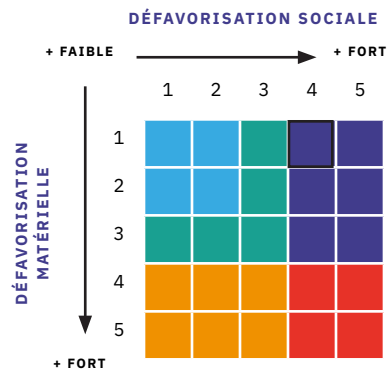 DÉFAVORISATION SOCIALE
+ FAIBLE
+ FORT
1 2 3 4 5
DÉFAVORISATION
MATÉRIELLE
1
2
3
4
5
+ FORT